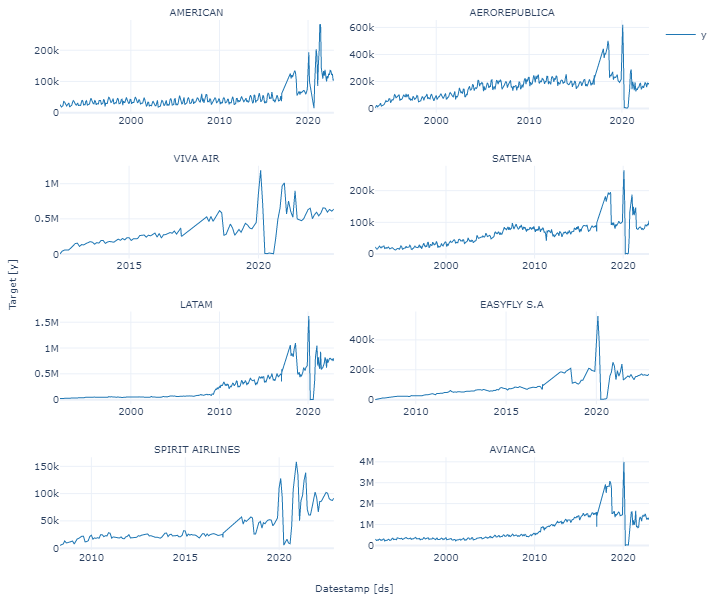 AMERICAN
AEROREPUBLICA
y
200k
100k
0
2000
2010
2020
600k
400k
200k
0
2000
2010
2020
VIVA AIR
SATENA
1M
0.5M
0
2015
2020
200k
100k
0
2000
2010
2020
Target [y]
LATAM
EASYFLY S.A
1.5M
1M
0.5M
0
2000
2010
2020
400k
200k
0
2010
2015
2020
SPIRIT AIRLINES
AVIANCA
150k
100k
50k
0
2010
2015
2020
4M
3M
2M
1M
0
2000
2010
2020
Datestamp [ds]